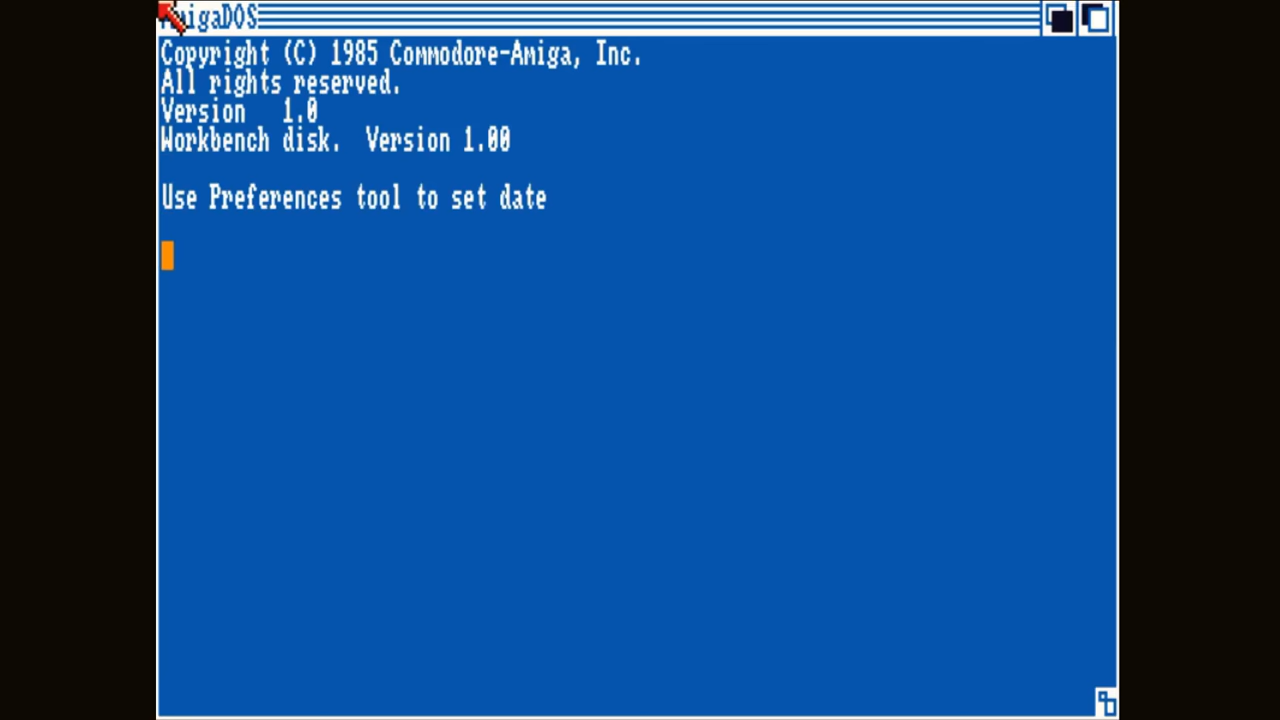 AmigaDOS
Copyright (C) 1985 Commodore-Amiga, Inc.
All rights reserved.
Version   1.0
Workbench disk.  Version 1.00
Use Preferences tool to set date